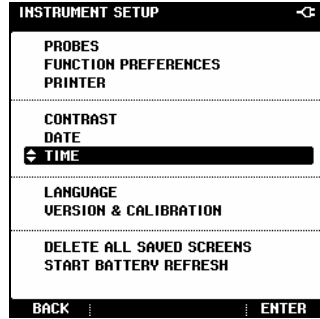 INSTRUMENT SETUP
PROBES
FUNCTION PREFERENCES
PRINTER
CONTRAST
DATE
TIME
LANGUAGE
VERSION & CALIBRATION
DELETE ALL SAVED SCREENS
START BATTERY REFRESH
BACK ENTER